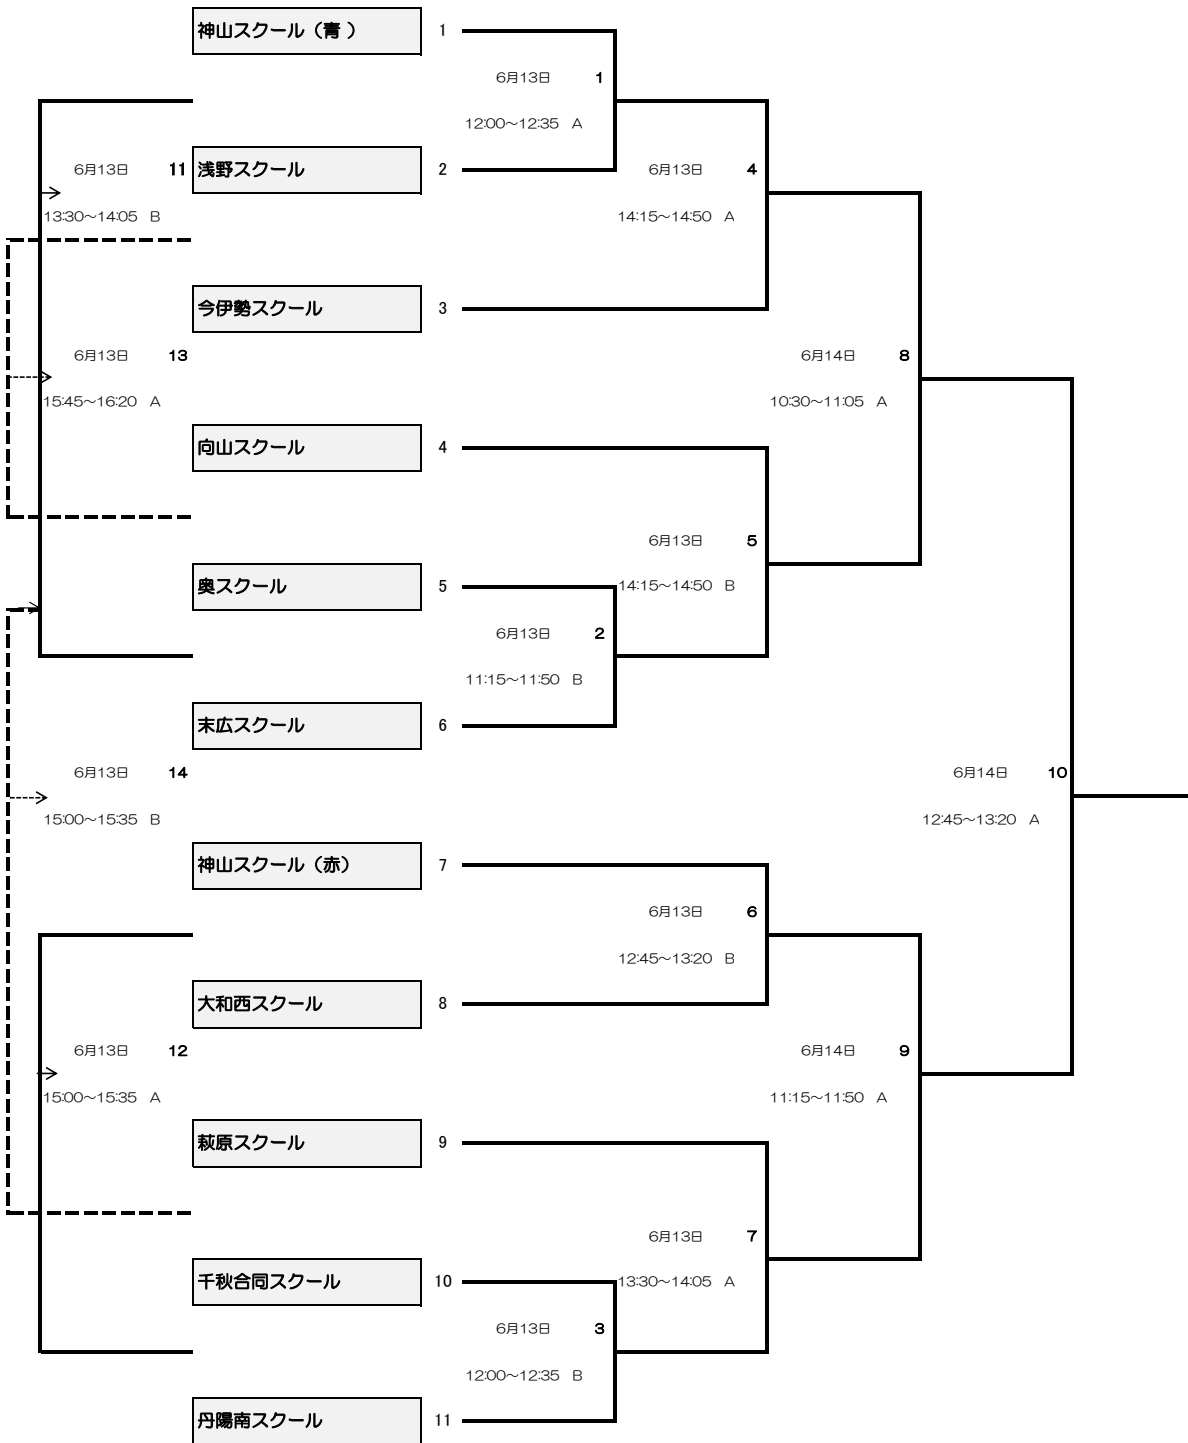 神山スクール（青 ） 1
6月13日 1
12:00～12:35 A
6月13日 11 浅野スクール 2 6月13日 4
13:30～14:05 B 14:15～14:50 A
今伊勢スクール 3
6月13日 13 6月14日 8
15:45～16:20 A 10:30～11:05 A
向山スクール 4
6月13日 5
奥スクール 5 14:15～14:50 B
6月13日 2
11:15～11:50 B
末広スクール 6
6月13日 14 6月14日 10
15:00～15:35 B 12:45～13:20 A
神山スクール（赤） 7
6月13日 6
12:45～13:20 B
大和西スクール 8
6月13日 12 6月14日 9
15:00～15:35 A 11:15～11:50 A
萩原スクール 9
6月13日 7
千秋合同スクール 10 13:30～14:05 A
6月13日 3
12:00～12:35 B
丹陽南スクール 11